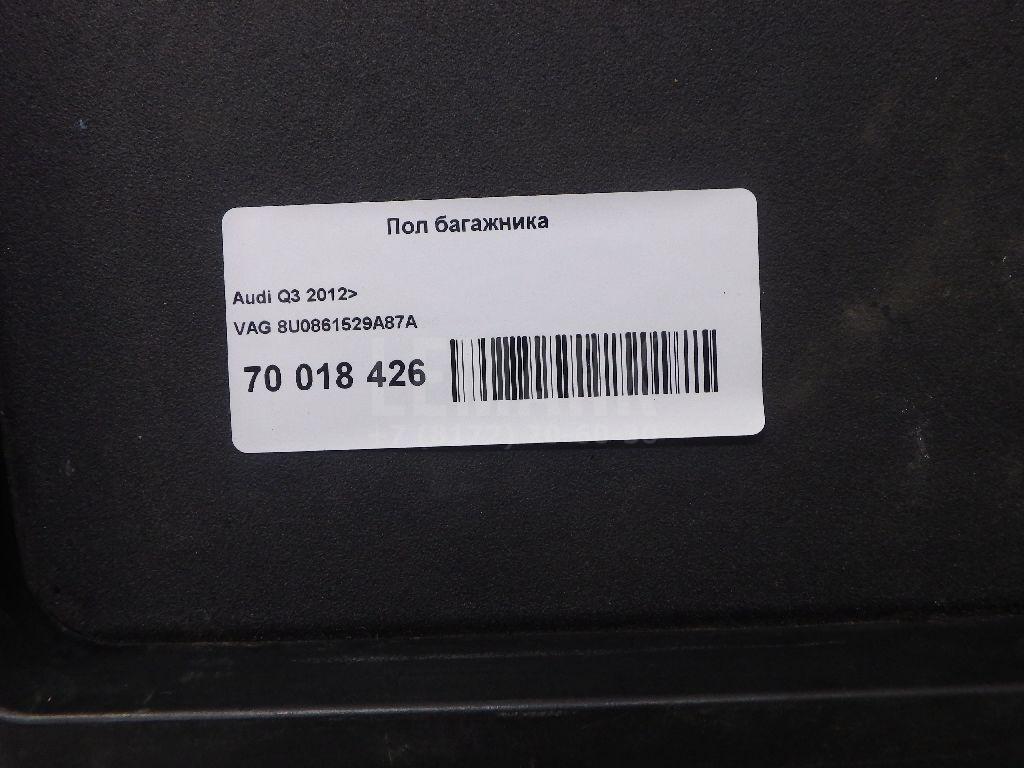 Пол багажника
Audi Q3 2012>
VAG 8U0861529A87A
70 018 426